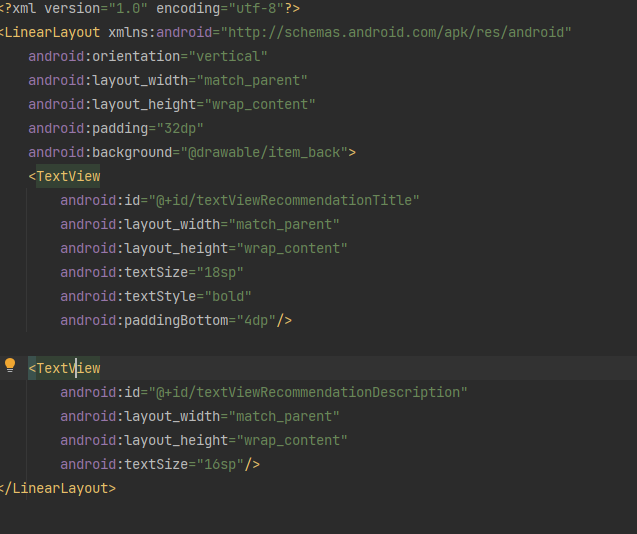 <?xml version="1.0" encoding="utf-8"?>
<LinearLayout xmlns:android="http://schemas.android.com/apk/res/android"
    android:orientation="vertical"
    android:layout_width="match_parent"
    android:layout_height="wrap_content"
    android:padding="32dp"
    android:background="@drawable/item_back">
    <TextView
        android:id="@+id/textViewRecommendationTitle"
        android:layout_width="match_parent"
        android:layout_height="wrap_content"
        android:textSize="18sp"
        android:textStyle="bold"
        android:paddingBottom="4dp"/>

    <TextView
        android:id="@+id/textViewRecommendationDescription"
        android:layout_width="match_parent"
        android:layout_height="wrap_content"
        android:textSize="16sp"/>
</LinearLayout>